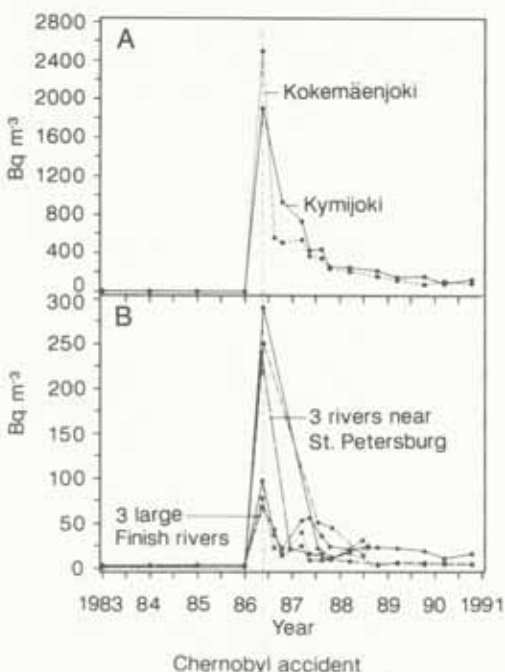 2800
A
2400
Kokemäenjoki
2000
Bq m-³
1600
1200
Kymijoki
800
400
0
300
B
250
200
Bq m-³
150
3 rivers near
St. Petersburg
100
3 large
Finish rivers
50
0
1983 84 85 86 87 88 89 90 1991
Year
Chernobyl accident